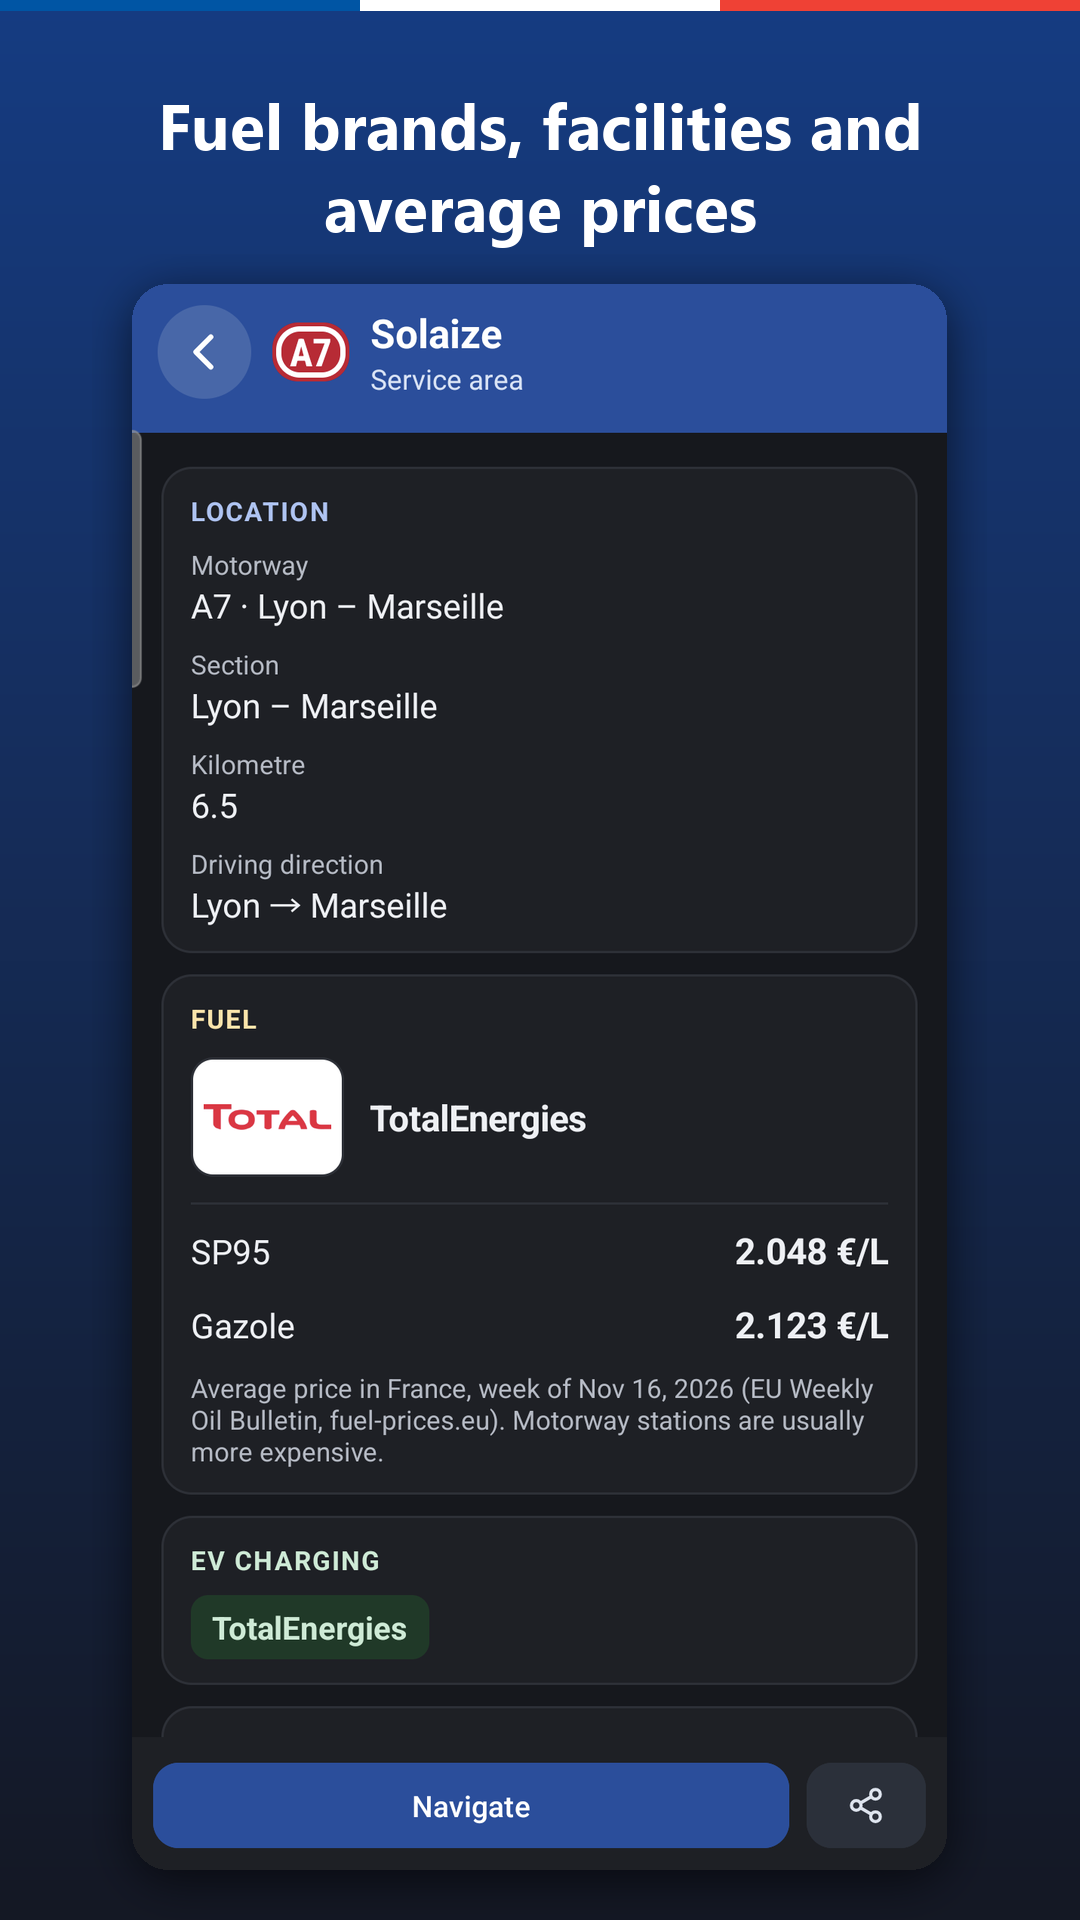 Fuel brands, facilities and
average prices
A7
Solaize
Service area
LOCATION
Motorway
A7 · Lyon – Marseille
Section
Lyon – Marseille
Kilometre
6.5
Driving direction
Lyon → Marseille
FUEL
TOTAL
TotalEnergies
SP95
2.048 €/L
Gazole
2.123 €/L
Average price in France, week of Nov 16, 2026 (EU Weekly
Oil Bulletin, fuel-prices.eu). Motorway stations are usually
more expensive.
EV CHARGING
TotalEnergies
Navigate